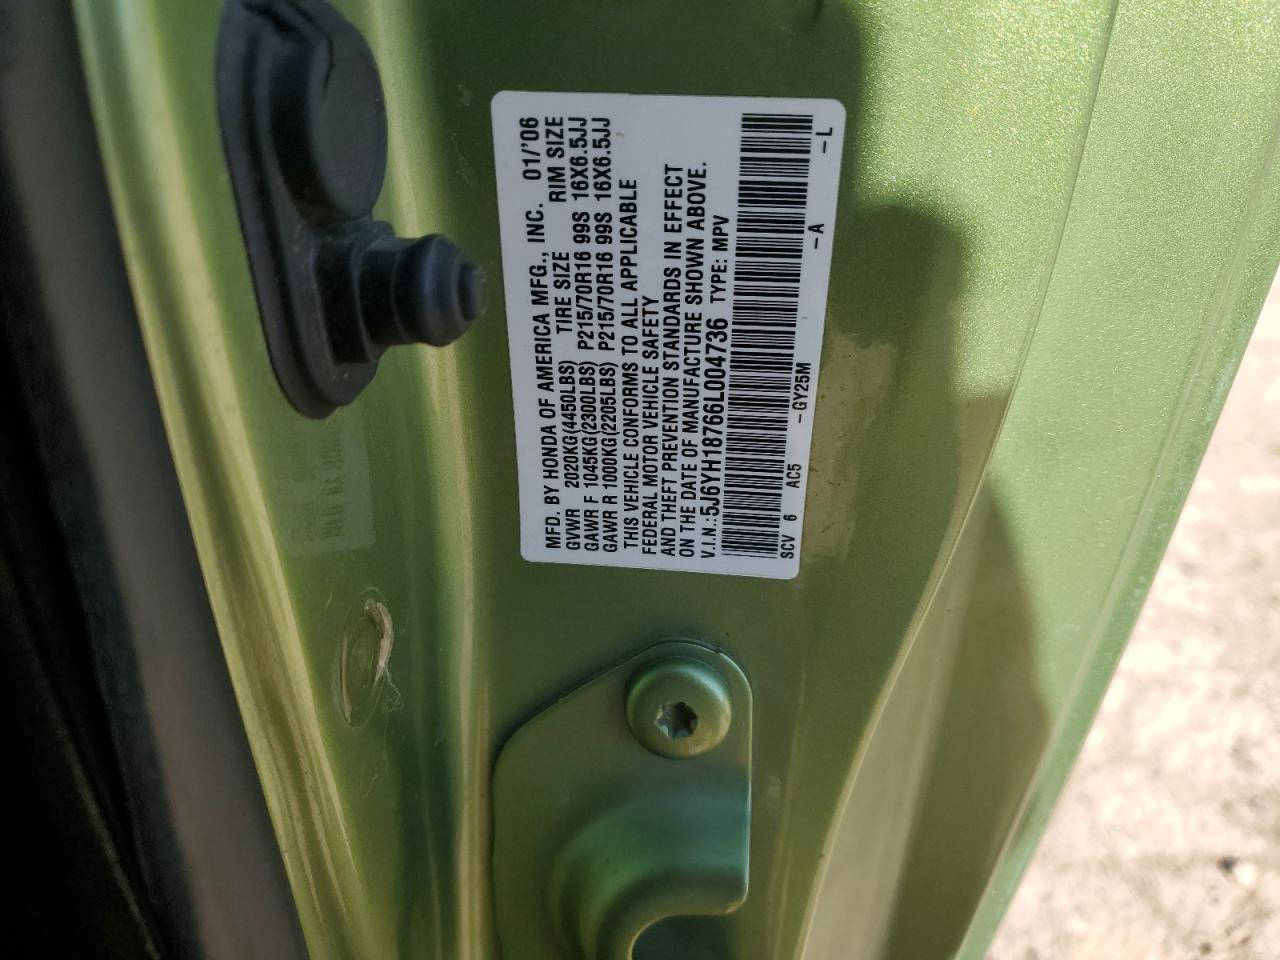 MFD. BY HONDA OF AMERICA MFG., INC. 01/'06
GVWR 2020KG(4450LBS) TIRE SIZE RIM SIZE
GAWR F 1045KG(2300LBS) P215/70R16 99S 16X6.5JJ
GAWR R 1000KG(2205LBS) P215/70R16 99S 16X6.5JJ
THIS VEHICLE CONFORMS TO ALL APPLICABLE
FEDERAL MOTOR VEHICLE SAFETY
AND THEFT PREVENTION STANDARDS IN EFFECT
ON THE DATE OF MANUFACTURE SHOWN ABOVE.
V.I.N.:5J6YH18766L004736 TYPE: MPV
SCV 6 AC5 -GY25M -A -L